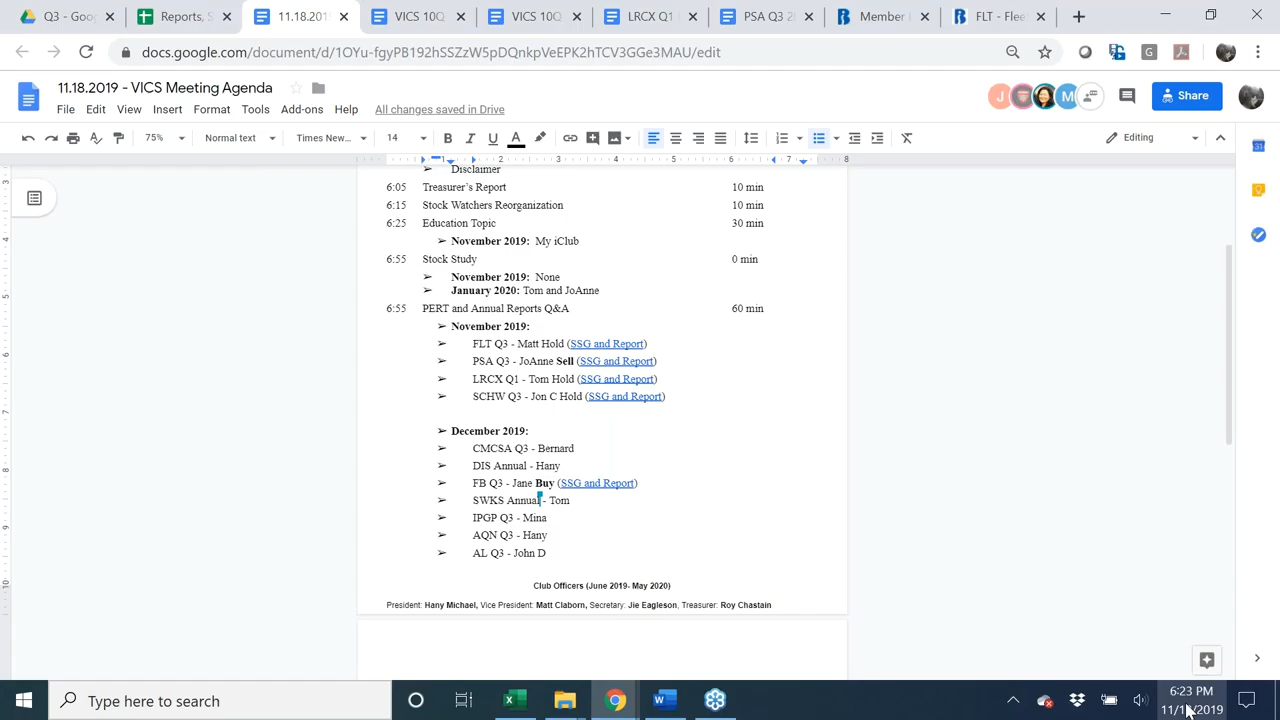 Q3 - Google
Reports, S
11.18.201
VICS 10Q
VICS 10Q
LRCX Q1
PSA Q3 2
Member
FLT - Flee
docs.google.com/document/d/1OYu-fgyPB192hSSZzW5pDQnkpVeEPK2hTCV3GGe3MAU/edit
11.18.2019 - VICS Meeting Agenda
File Edit View Insert Format Tools Add-ons Help All changes saved in Drive
J M Share
75% Normal text Times New... 14 B I U A Editing
1 2 3 4 5 6 7 8
➢ Disclaimer
6:05 Treasurer's Report 10 min
6:15 Stock Watchers Reorganization 10 min
6:25 Education Topic 30 min
➢ November 2019: My iClub
6:55 Stock Study 0 min
➢ November 2019: None
➢ January 2020: Tom and JoAnne
6:55 PERT and Annual Reports Q&A 60 min
➢ November 2019:
➢ FLT Q3 - Matt Hold (SSG and Report)
➢ PSA Q3 - JoAnne Sell (SSG and Report)
➢ LRCX Q1 - Tom Hold (SSG and Report)
➢ SCHW Q3 - Jon C Hold (SSG and Report)
➢ December 2019:
➢ CMCSA Q3 - Bernard
➢ DIS Annual - Hany
➢ FB Q3 - Jane Buy (SSG and Report)
➢ SWKS Annual - Tom
➢ IPGP Q3 - Mina
➢ AQN Q3 - Hany
➢ AL Q3 - John D
Club Officers (June 2019- May 2020)
President: Hany Michael, Vice President: Matt Claborn, Secretary: Jie Eagleson, Treasurer: Roy Chastain
Type here to search
6:23 PM